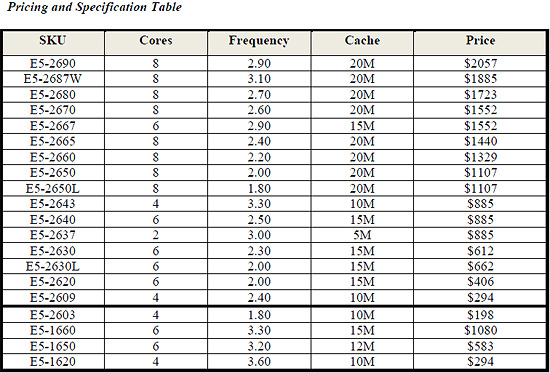 Pricing and Specification Table
SKU Cores Frequency Cache Price
E5-2690 8 2.90 20M $2057
E5-2687W 8 3.10 20M $1885
E5-2680 8 2.70 20M $1723
E5-2670 8 2.60 20M $1552
E5-2667 6 2.90 15M $1552
E5-2665 8 2.40 20M $1440
E5-2660 8 2.20 20M $1329
E5-2650 8 2.00 20M $1107
E5-2650L 8 1.80 20M $1107
E5-2643 4 3.30 10M $885
E5-2640 6 2.50 15M $885
E5-2637 2 3.00 5M $885
E5-2630 6 2.30 15M $612
E5-2630L 6 2.00 15M $662
E5-2620 6 2.00 15M $406
E5-2609 4 2.40 10M $294
E5-2603 4 1.80 10M $198
E5-1660 6 3.30 15M $1080
E5-1650 6 3.20 12M $583
E5-1620 4 3.60 10M $294